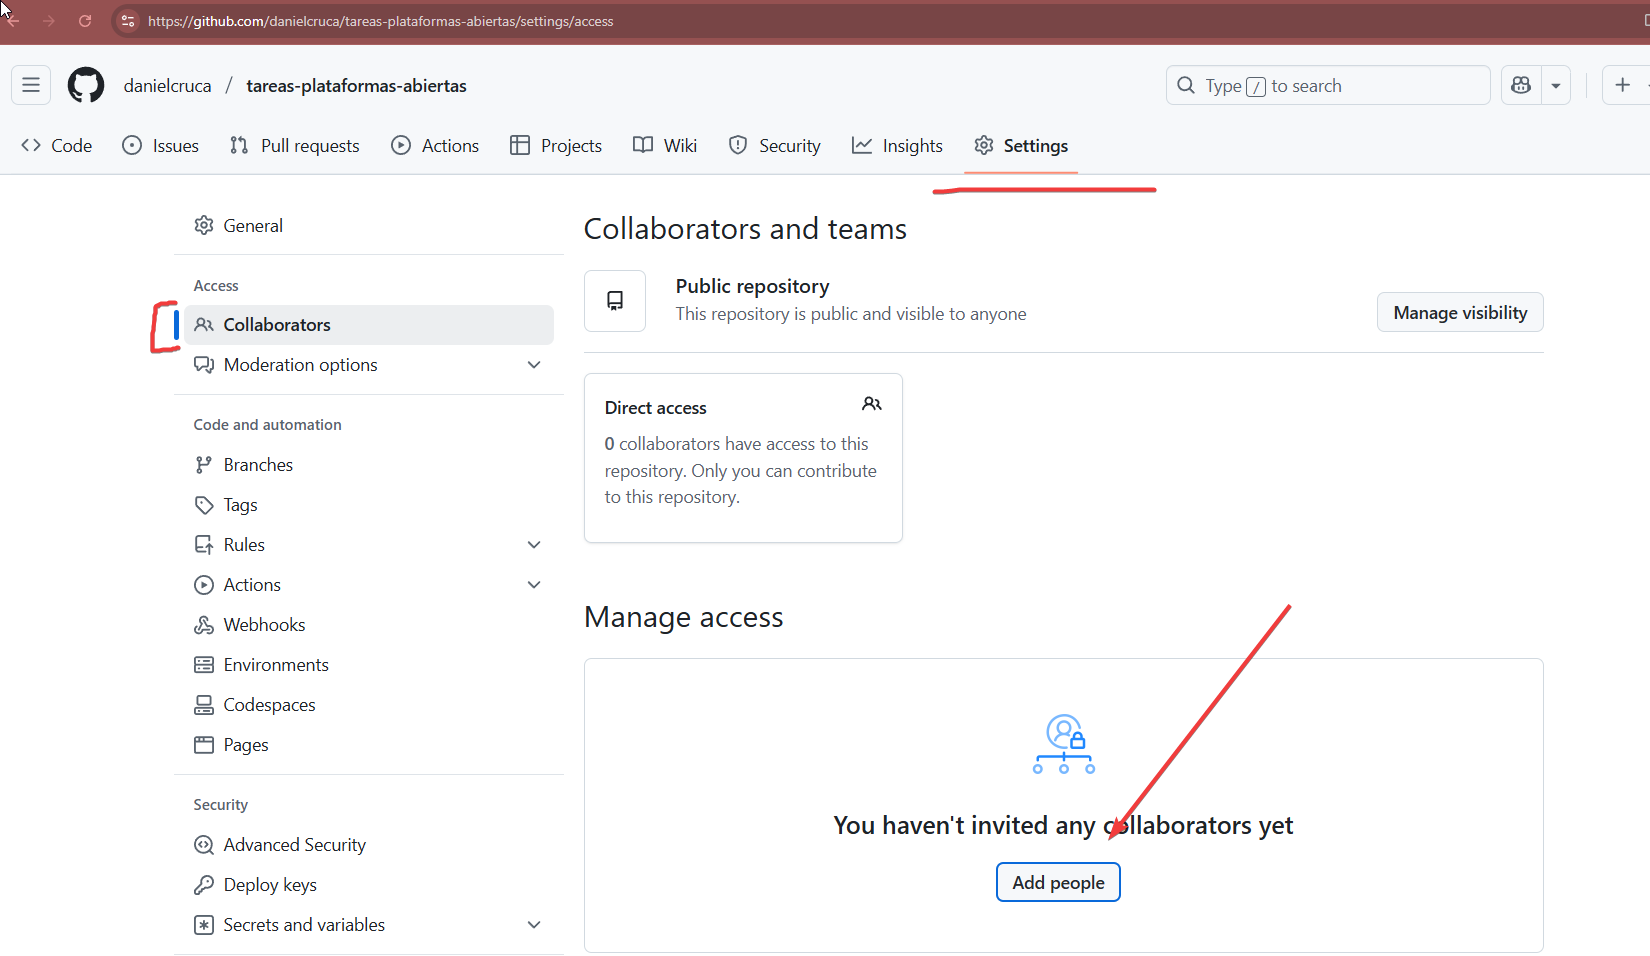 https://github.com/danielcruca/tareas-plataformas-abiertas/settings/access
danielcruca / tareas-plataformas-abiertas
Type / to search
Code Issues Pull requests Actions Projects Wiki Security Insights Settings
General
Access
Collaborators
Moderation options
Code and automation
Branches
Tags
Rules
Actions
Webhooks
Environments
Codespaces
Pages
Security
Advanced Security
Deploy keys
Secrets and variables
Collaborators and teams
Public repository
This repository is public and visible to anyone
Manage visibility
Direct access
0 collaborators have access to this
repository. Only you can contribute
to this repository.
Manage access
You haven't invited any collaborators yet
Add people